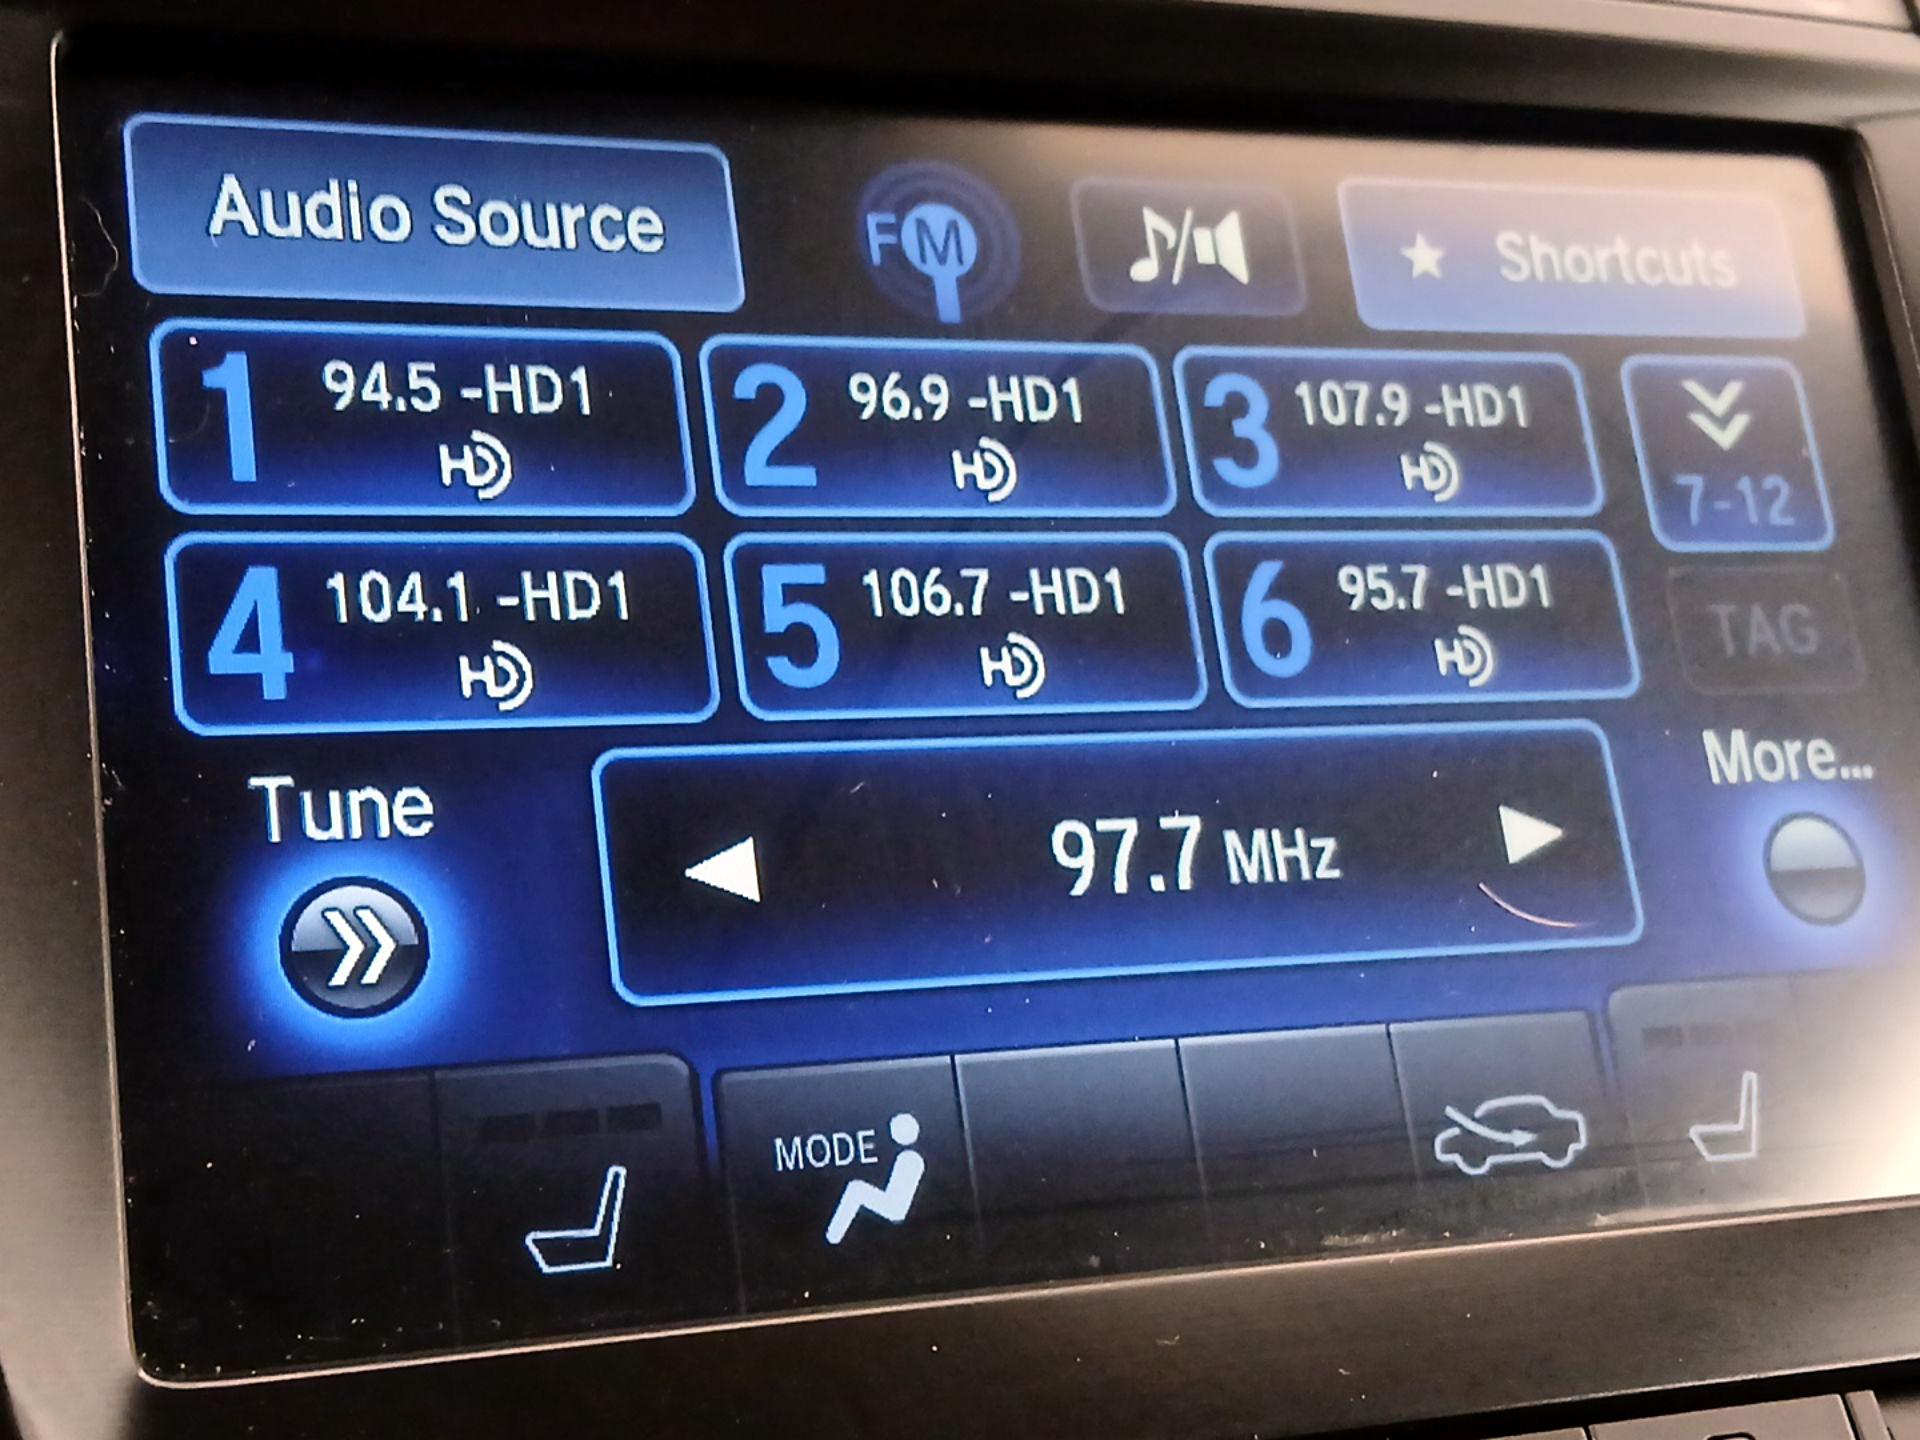 Audio Source
FM
Shortcuts
1 94.5 -HD1
HD
2 96.9 -HD1
HD
3 107.9 -HD1
HD
7-12
4 104.1 -HD1
HD
5 106.7 -HD1
HD
6 95.7 -HD1
HD
TAG
Tune
97.7 MHz
More...
MODE